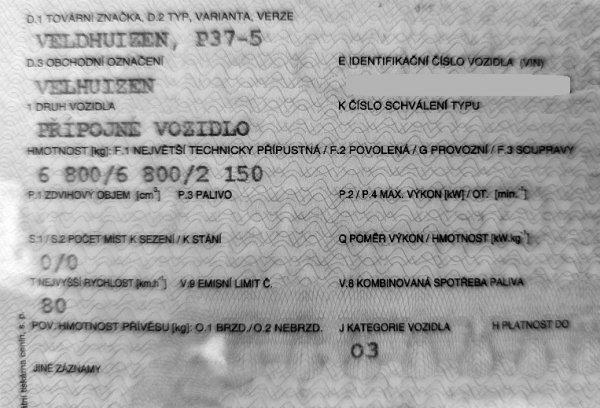 D.1 TOVÁRNÍ ZNAČKA, D.2 TYP, VARIANTA, VERZE
VELDHUIZEN, P37-5
D.3 OBCHODNÍ OZNAČENÍ E IDENTIFIKAČNÍ ČÍSLO VOZIDLA (VIN)
VELHUIZEN
1 DRUH VOZIDLA K ČÍSLO SCHVÁLENÍ TYPU
PŘÍPOJNÉ VOZIDLO
HMOTNOST [kg]: F.1 NEJVĚTŠÍ TECHNICKY PŘÍPUSTNÁ / F.2 POVOLENÁ / G PROVOZNÍ / F.3 SOUPRAVY
6 800/6 800/2 150
P.1 ZDVIHOVÝ OBJEM [cm³] P.3 PALIVO P.2 / P.4 MAX. VÝKON [kW] / OT. [min.⁻¹]
S.1 / S.2 POČET MÍST K SEZENÍ / K STÁNÍ Q POMĚR VÝKON / HMOTNOST [kW.kg⁻¹]
0/0
T NEJVYŠŠÍ RYCHLOST [km.h⁻¹] V.9 EMISNÍ LIMIT Č. V.8 KOMBINOVANÁ SPOTŘEBA PALIVA
80
POV. HMOTNOST PŘÍVĚSU [kg]: O.1 BRZD./O.2 NEBRZD. J KATEGORIE VOZIDLA H PLATNOST DO
O3
JINÉ ZÁZNAMY
tní tiskárna cenin, s. p.